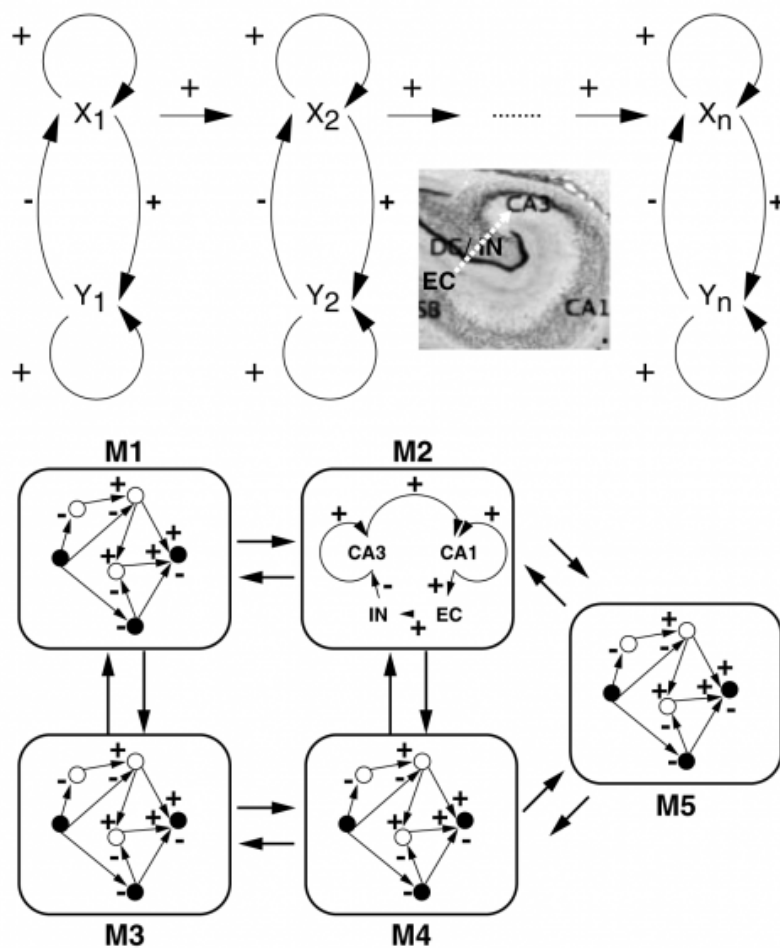 + + +
X1 + X2 + ........ + Xn
- + - + - +
CA3
DG/IN
EC
SB CA1
Y1 Y2 Yn
+ + +
M1 M2
+ - - + + + + - -
+ + +
CA3 CA1
- +
IN + EC
M5
+ - - + + + + - -
+ - - + + + + - -
+ - - + + + + - -
M3 M4